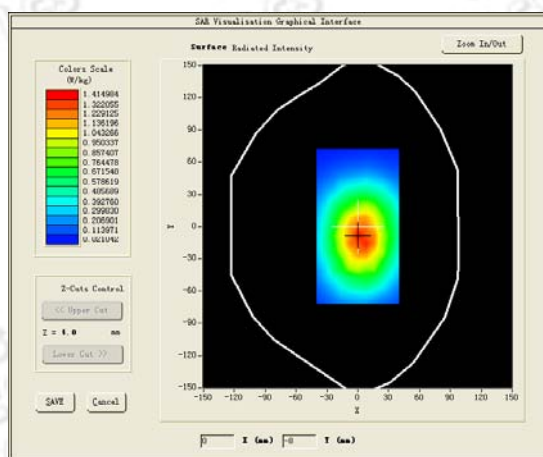 SAR Visualisation Graphical Interface
Surface Radiated Intensity
Zoom In/Out
Colors Scale
(W/kg)
1.414984
1.322055
1.229125
1.136196
1.043266
0.950337
0.857407
0.764478
0.671548
0.578619
0.485689
0.392760
0.299830
0.206901
0.113971
0.021042
150
120
90
60
30
0
-30
-60
-90
-120
-150
Y
-150 -120 -90 -60 -30 0 30 60 90 120 150
X
Z-Cuts Control
<< Upper Cut
Z = 4.0 mm
Lower Cut >>
SAVE
Cancel
0 X (mm) -8 Y (mm)